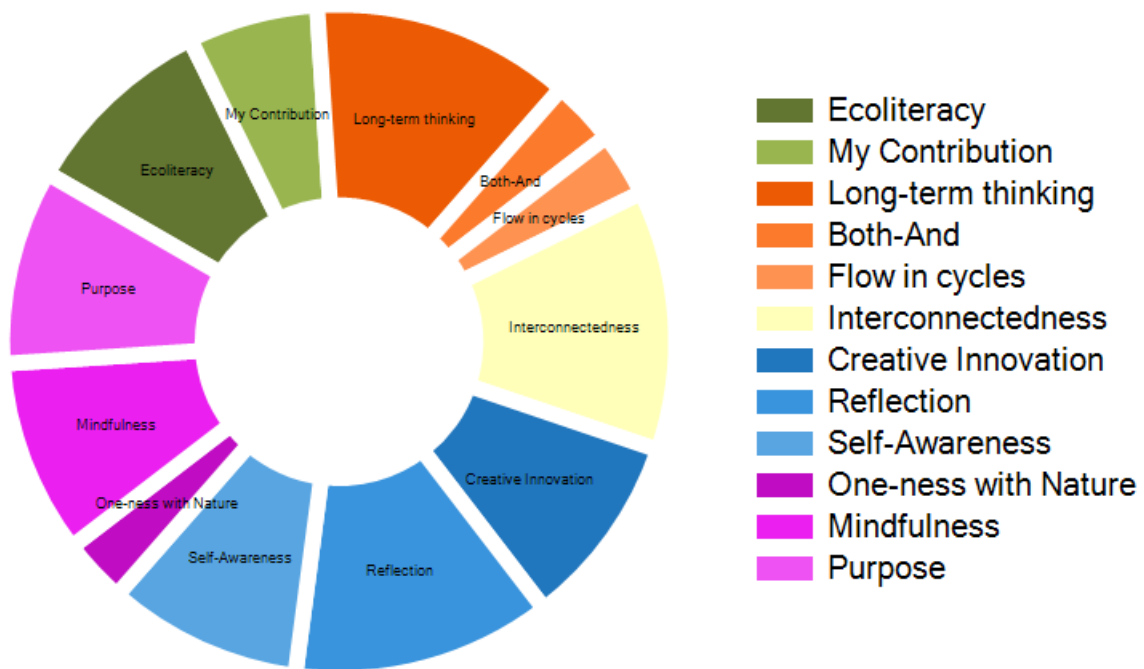 My Contribution
Long-term thinking
Ecoliteracy
Both-And
Flow in cycles
Purpose
Interconnectedness
Mindfulness
Creative Innovation
One-ness with Nature
Self-Awareness
Reflection
Ecoliteracy
My Contribution
Long-term thinking
Both-And
Flow in cycles
Interconnectedness
Creative Innovation
Reflection
Self-Awareness
One-ness with Nature
Mindfulness
Purpose